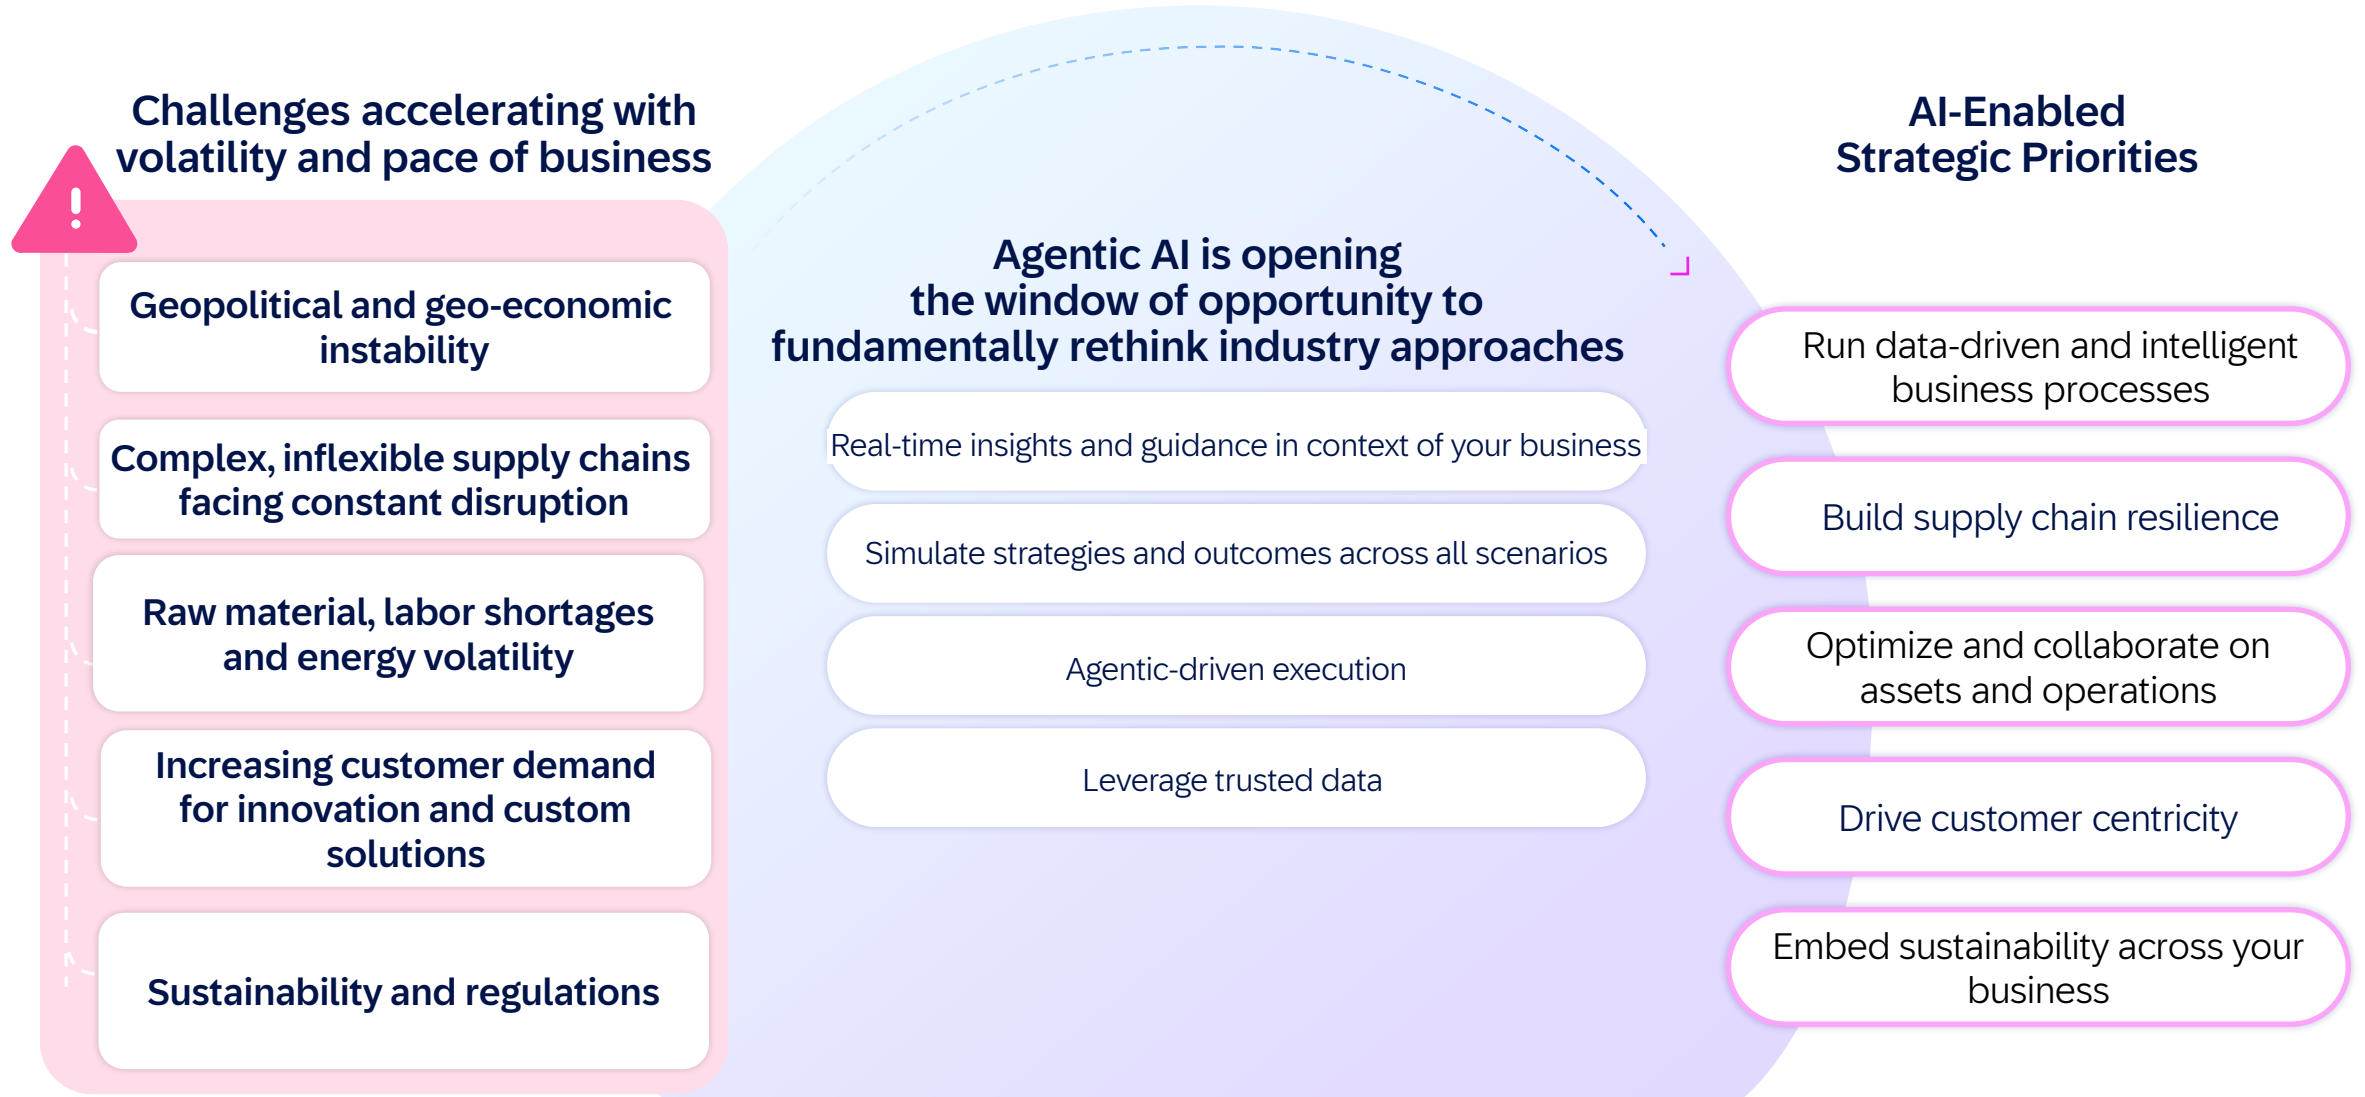 Challenges accelerating with
volatility and pace of business
Geopolitical and geo-economic
instability
Complex, inflexible supply chains
facing constant disruption
Raw material, labor shortages
and energy volatility
Increasing customer demand
for innovation and custom
solutions
Sustainability and regulations
Agentic AI is opening
the window of opportunity to
fundamentally rethink industry approaches
Real-time insights and guidance in context of your business
Simulate strategies and outcomes across all scenarios
Agentic-driven execution
Leverage trusted data
AI-Enabled
Strategic Priorities
Run data-driven and intelligent
business processes
Build supply chain resilience
Optimize and collaborate on
assets and operations
Drive customer centricity
Embed sustainability across your
business